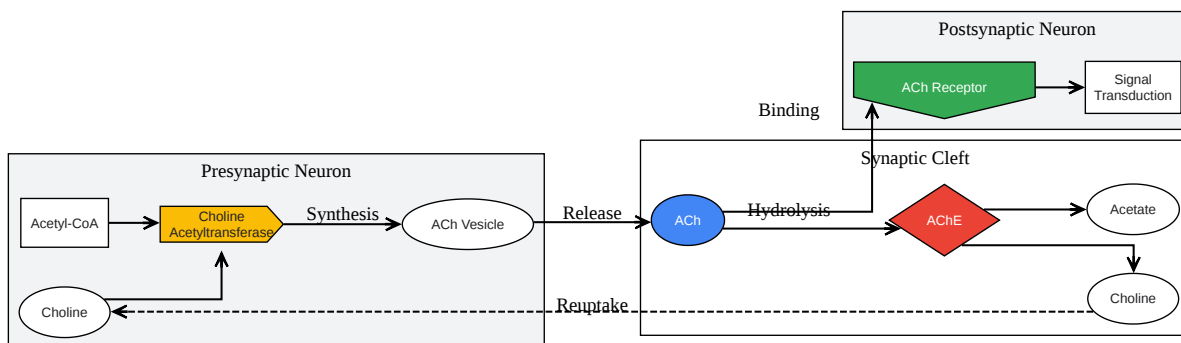 Postsynaptic Neuron
ACh Receptor
Signal
Transduction
Binding
Synaptic Cleft
Presynaptic Neuron
Acetyl-CoA
Choline
Acetyltransferase
Synthesis
ACh Vesicle
Release
ACh
Hydrolysis
AChE
Acetate
Choline
Reuptake
Choline